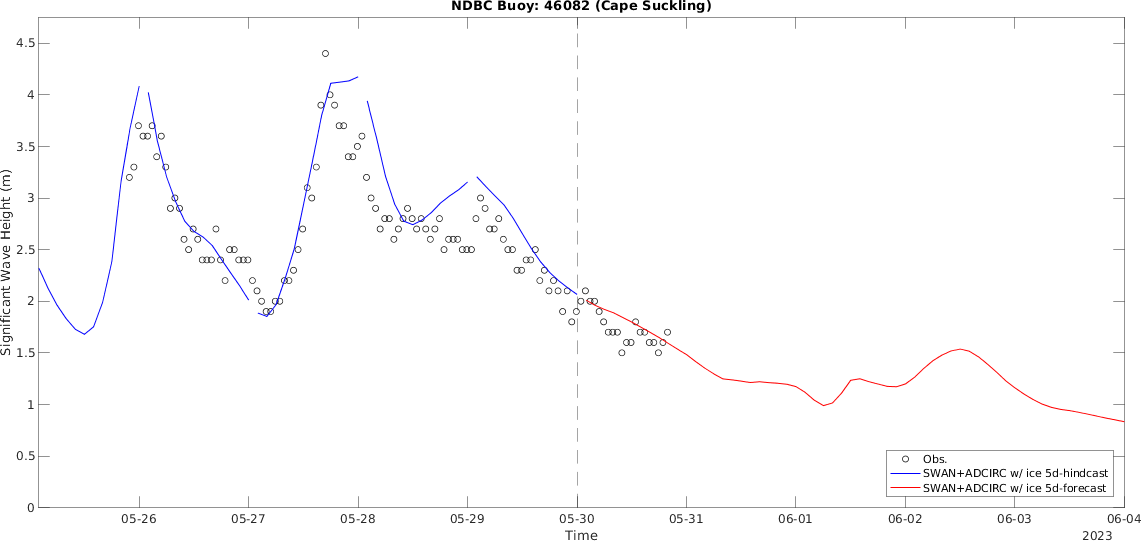 NDBC Buoy: 46082 (Cape Suckling)
Significant Wave Height (m)
4.5
4
3.5
3
2.5
2
1.5
1
0.5
0
Obs.
SWAN+ADCIRC w/ ice 5d-hindcast
SWAN+ADCIRC w/ ice 5d-forecast
05-26 05-27 05-28 05-29 05-30 05-31 06-01 06-02 06-03 06-04
Time
2023